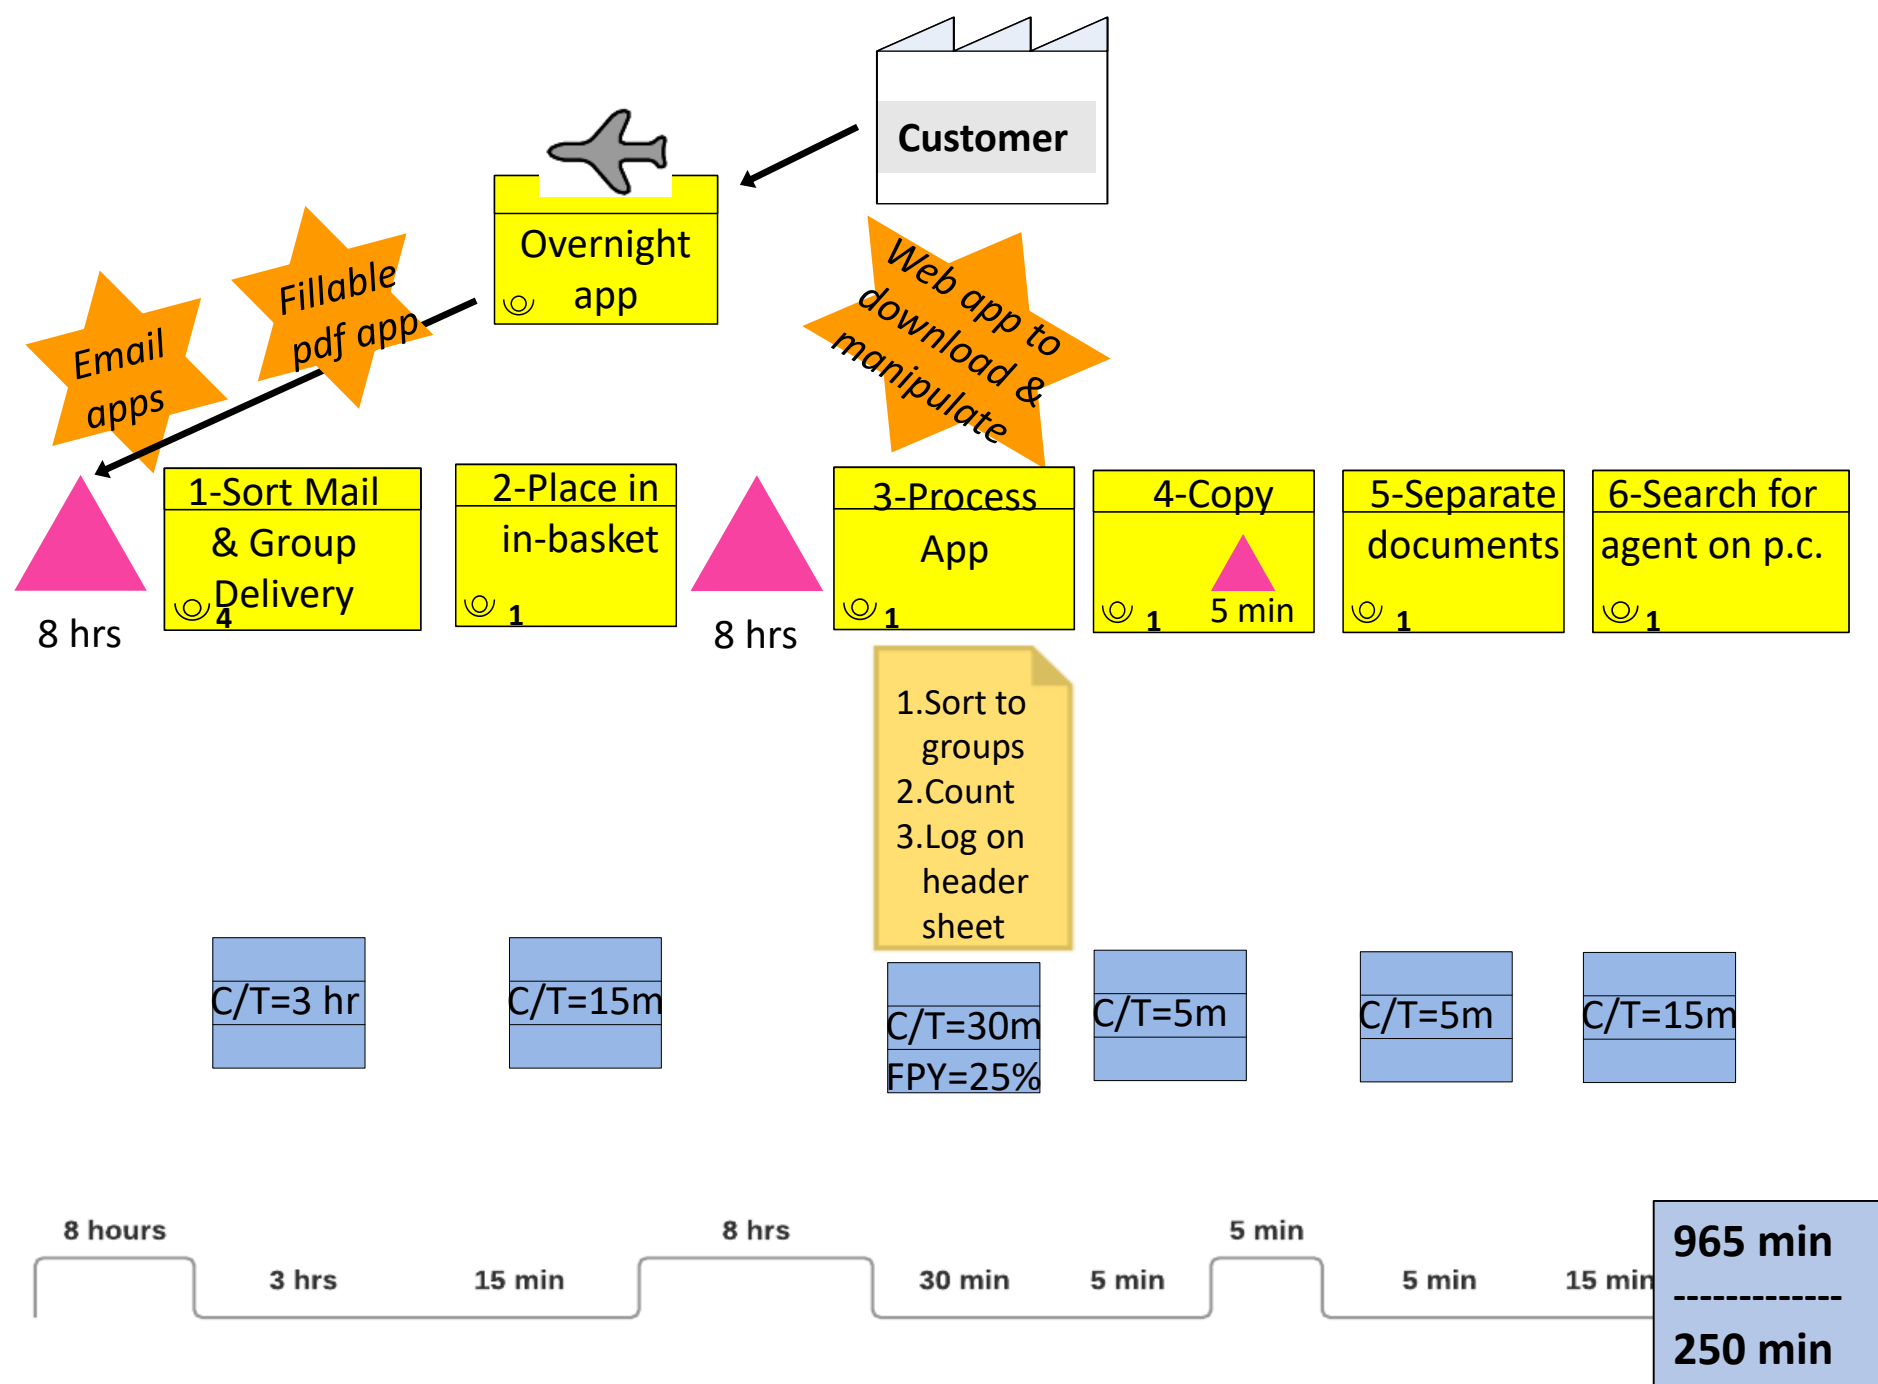 Customer
Overnight
app
Fillable
pdf app
Email
apps
Web app to
download &
manipulate
8 hrs
1-Sort Mail
& Group
Delivery
4
2-Place in
in-basket
1
8 hrs
3-Process
App
1
4-Copy
5 min
1
5-Separate
documents
1
6-Search for
agent on p.c.
1
1.Sort to
groups
2.Count
3.Log on
header
sheet
C/T=3 hr
C/T=15m
C/T=30m
FPY=25%
C/T=5m
C/T=5m
C/T=15m
8 hours
3 hrs
15 min
8 hrs
30 min
5 min
5 min
5 min
15 min
965 min
-------------
250 min